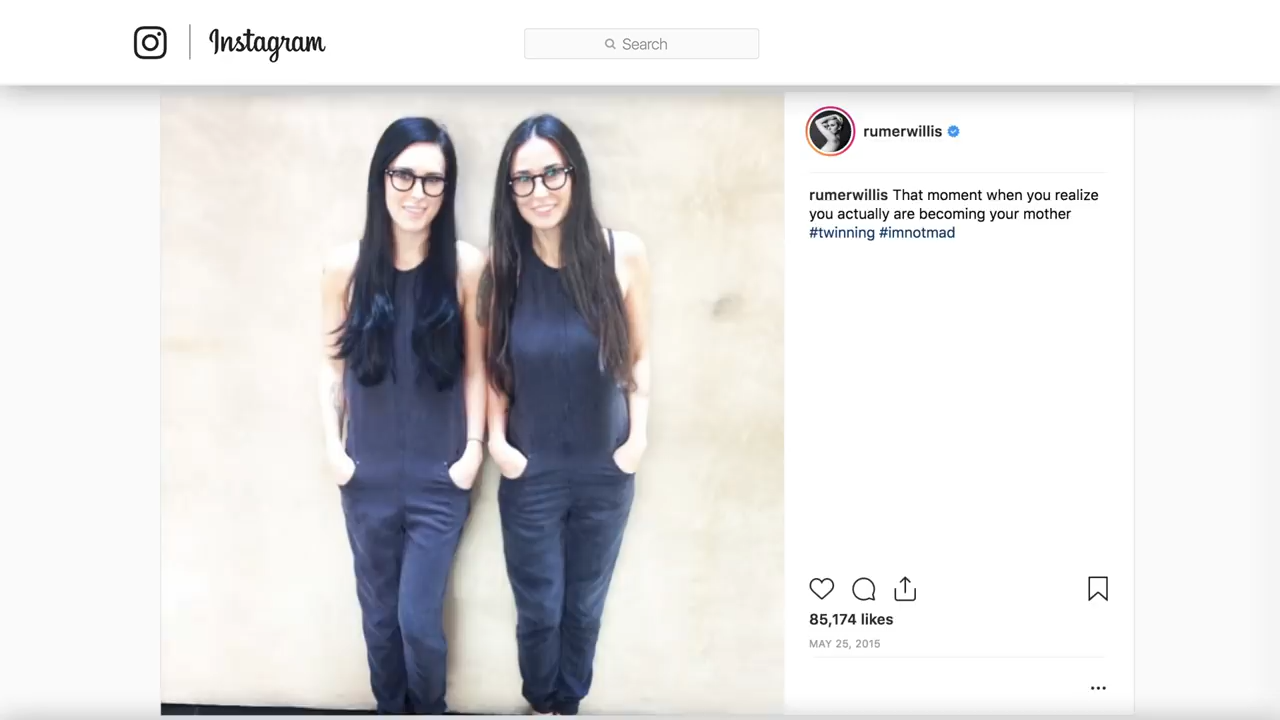 Instagram
Search
rumerwillis
rumerwillis That moment when you realize
you actually are becoming your mother
#twinning #imnotmad
85,174 likes
MAY 25, 2015